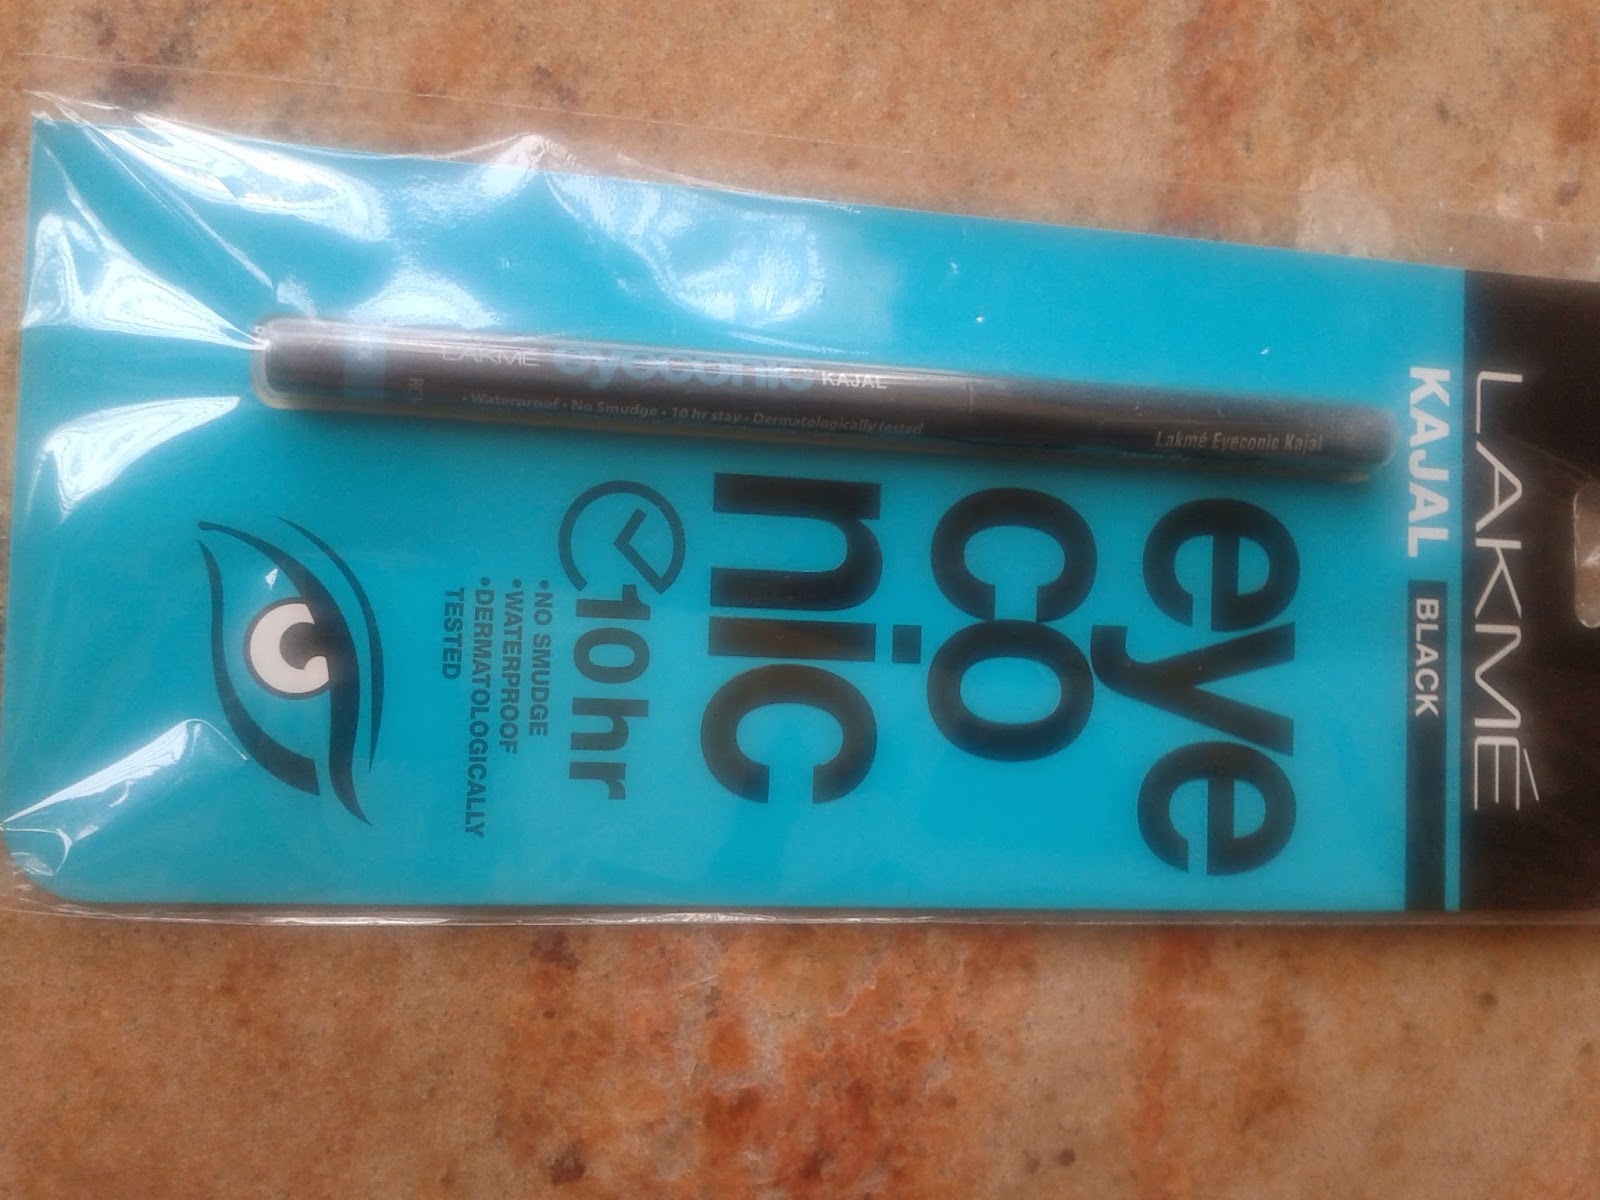 LAKMÉ
KAJAL BLACK
eye
co
nic
10hr
•NO SMUDGE
•WATERPROOF
•DERMATOLOGICALLY
TESTED
LAKMÉ eyeconic KAJAL
• Waterproof • No Smudge • 10 hr stay • Dermatologically tested
Lakmé Eyeconic Kajal